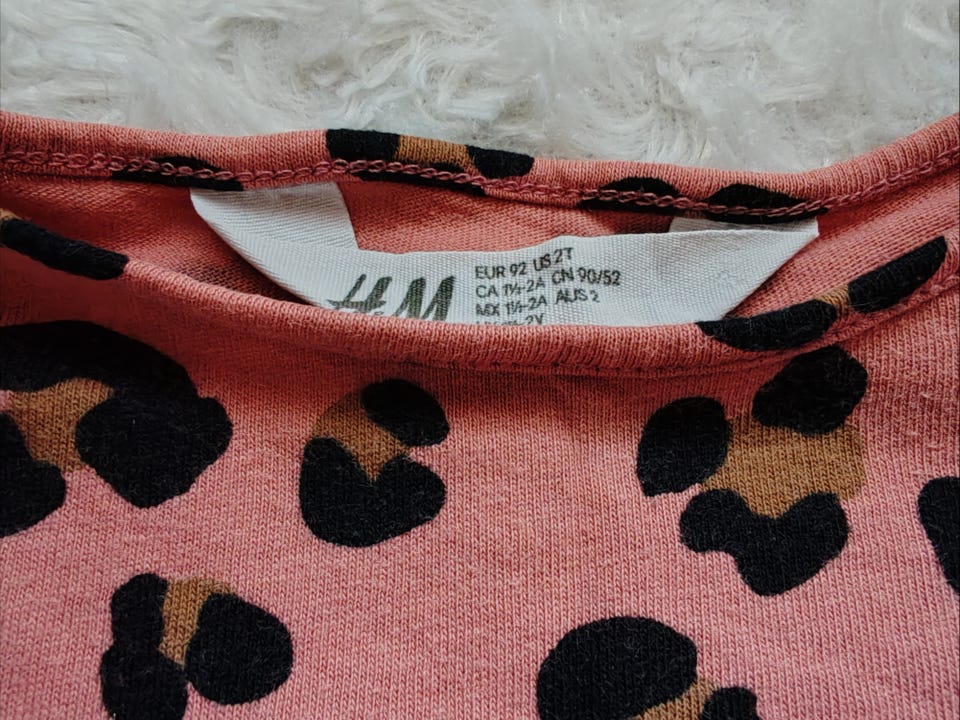 H&M
EUR 92 US 2T
CA 1½-2A CN 90/52
MX 1½-2A AUS 2